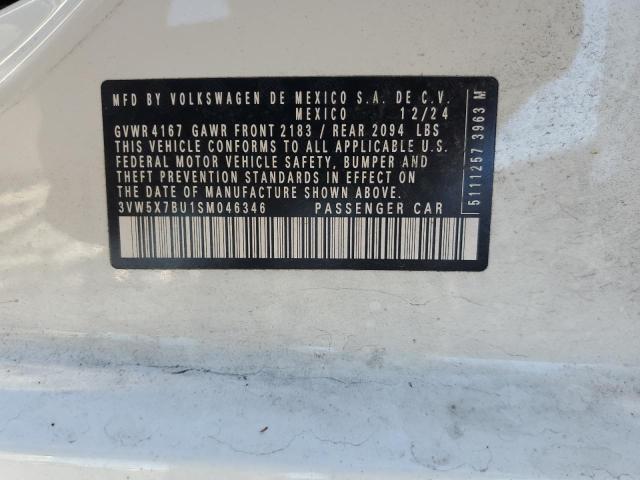 MFD BY VOLKSWAGEN DE MEXICO S.A. DE C.V.
MEXICO 12/24
GVWR 4167 GAWR FRONT 2183 / REAR 2094 LBS
THIS VEHICLE CONFORMS TO ALL APPLICABLE U.S.
FEDERAL MOTOR VEHICLE SAFETY, BUMPER AND
THEFT PREVENTION STANDARDS IN EFFECT ON
THE DATE OF MANUFACTURE SHOWN ABOVE.
3VW5X7BU1SM046346 PASSENGER CAR
5111257 3963 M